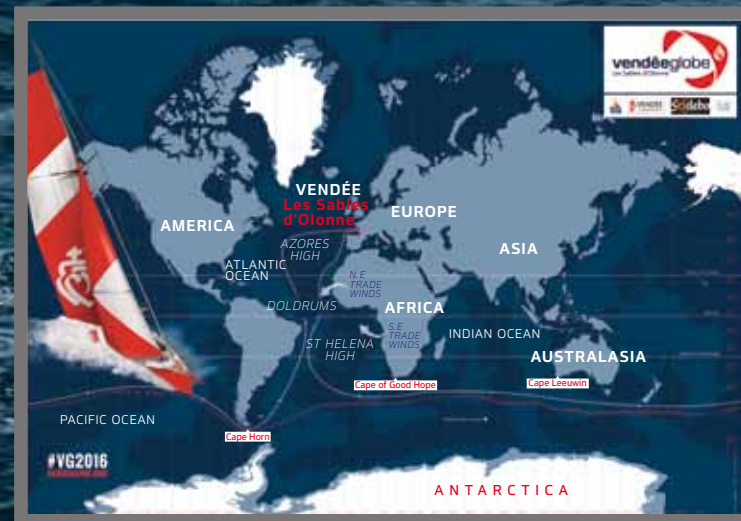 vendéeglobe
Les Sables d'Olonne
VENDÉE
VENDÉE
Les Sables
d'Olonne
EUROPE
AMERICA
AZORES
HIGH
ASIA
ATLANTIC
OCEAN
N.E
TRADE
WINDS
DOLDRUMS
AFRICA
S.E
TRADE
WINDS
INDIAN OCEAN
ST HELENA
HIGH
AUSTRALASIA
Cape of Good Hope
Cape Leeuwin
PACIFIC OCEAN
Cape Horn
#VG2016
ANTARCTICA